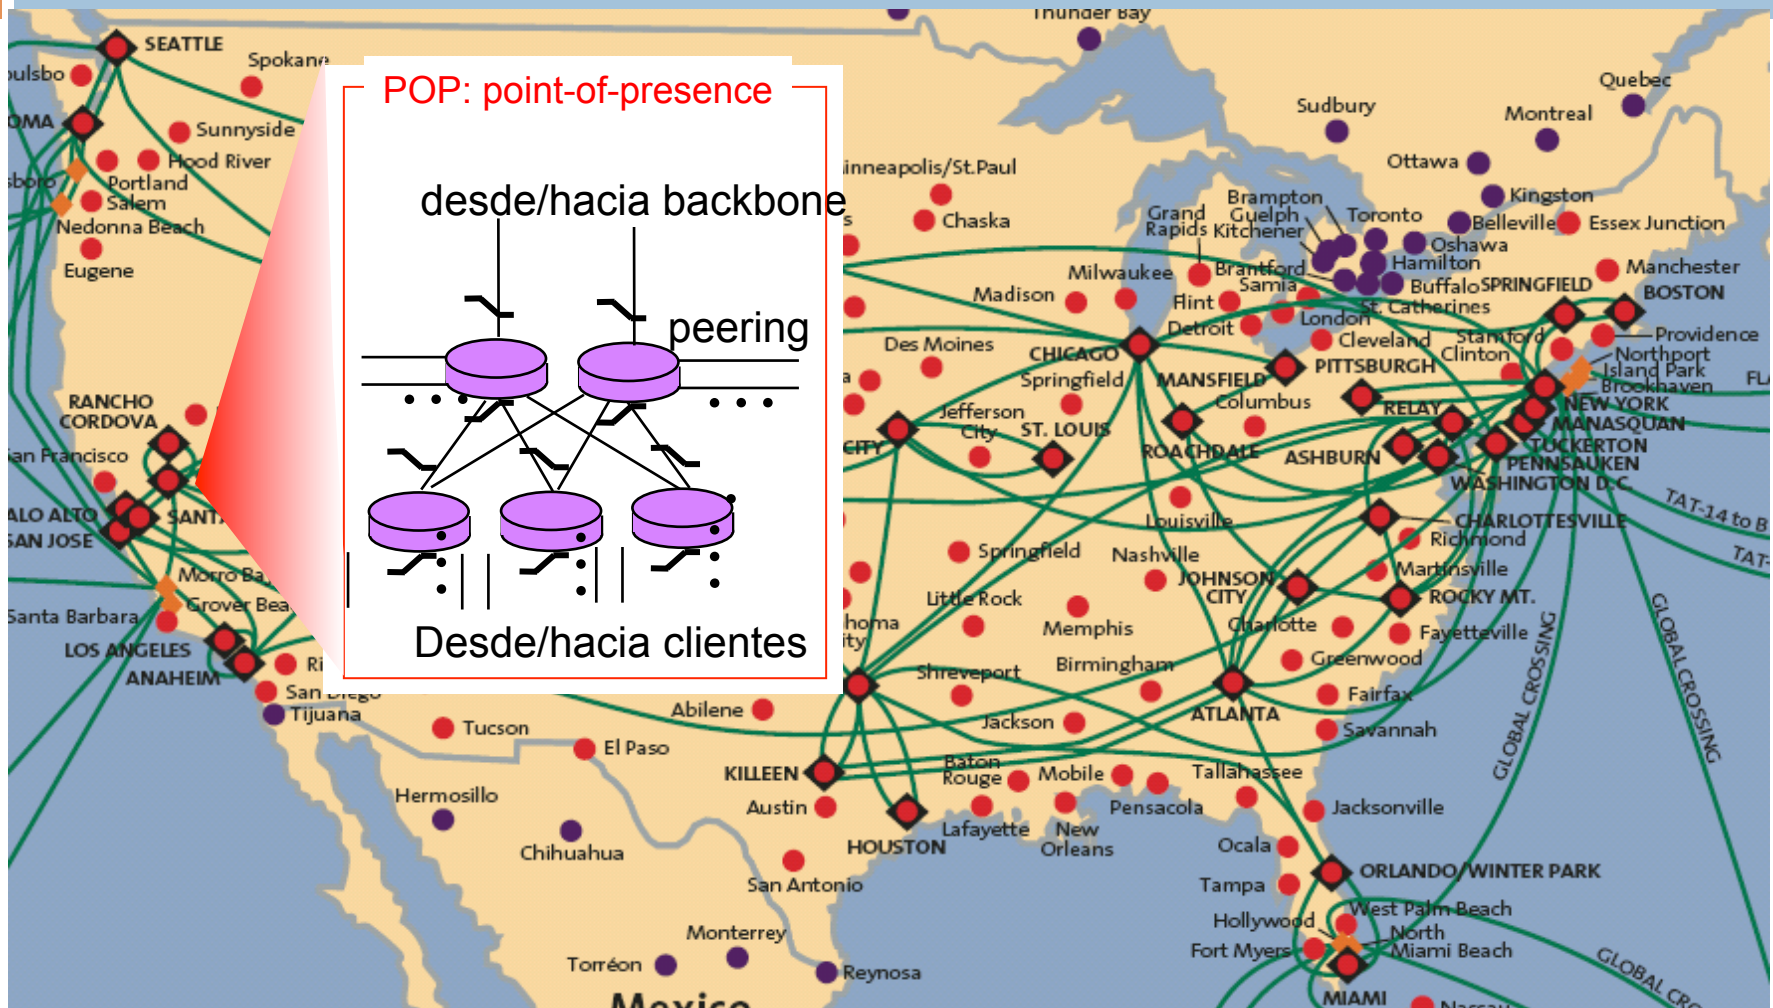 POP: point-of-presence
desde/hacia backbone
peering
Desde/hacia clientes
SEATTLE
Spokane
Sunnyside
Hood River
Portland
Salem
Nedonna Beach
Eugene
RANCHO
CORDOVA
San Francisco
SAN JOSE
Morro Bay
Santa Barbara
LOS ANGELES
ANAHEIM
San Diego
Tijuana
Tucson
El Paso
Abilene
Hermosillo
Chihuahua
KILLEEN
Austin
HOUSTON
San Antonio
Monterrey
Torréon
Reynosa
Mexico
Thunder Bay
Quebec
Sudbury
Montreal
Ottawa
Kingston
Brampton
Guelph
Kitchener
Toronto
Belleville
Essex Junction
Oshawa
Hamilton
Brantford
Grand
Rapids
Chaska
Milwaukee
Madison
Flint
Detroit
Buffalo
St. Catherines
London
SPRINGFIELD
Manchester
BOSTON
Providence
Stamford
Clinton
Northport
Island Park
Brookhaven
NEW YORK
MANASQUAN
TUCKERTON
PENNSAUKEN
WASHINGTON D.C.
Des Moines
CHICAGO
Springfield
MANSFIELD
Cleveland
PITTSBURGH
Columbus
RELAY
Jefferson
City
ST. LOUIS
CITY
ROACHDALE
ASHBURN
Louisville
CHARLOTTESVILLE
Richmond
Springfield
Nashville
JOHNSON
CITY
Martinsville
ROCKY MT.
Little Rock
Memphis
Charlotte
Fayetteville
Greenwood
Shreveport
Birmingham
Fairfax
Jackson
ATLANTA
Savannah
Baton
Rouge
Mobile
Tallahassee
Lafayette
New
Orleans
Pensacola
Jacksonville
Ocala
ORLANDO/WINTER PARK
Tampa
West Palm Beach
Hollywood
North
Miami Beach
Fort Myers
MIAMI
TAT-14 to B
TAT-
GLOBAL CROSSING
GLOBAL CROSSING
GLOBAL CRO